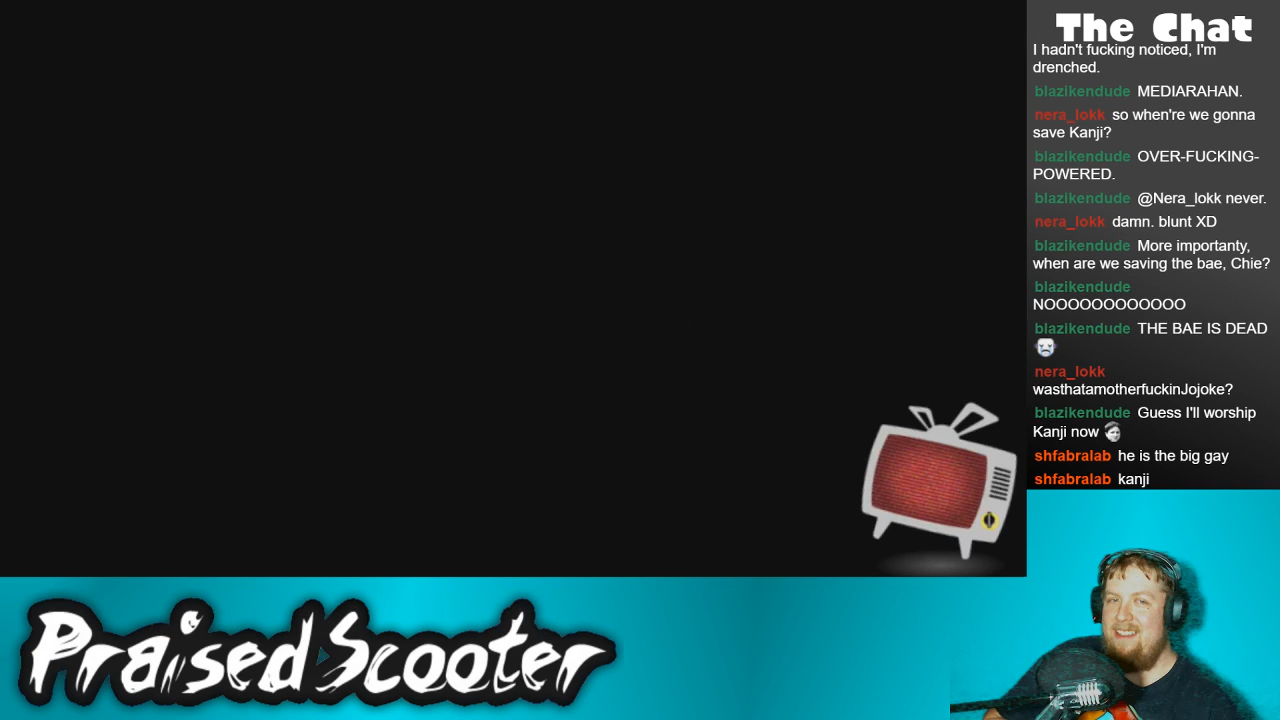 The Chat
I hadn't fucking noticed, I'm
drenched.
blazikendude MEDIARAHAN.
nera_lokk so when're we gonna
save Kanji?
blazikendude OVER-FUCKING-
POWERED.
blazikendude @Nera_lokk never.
nera_lokk damn. blunt XD
blazikendude More importanty,
when are we saving the bae, Chie?
blazikendude
NOOOOOOOOOOOO
blazikendude THE BAE IS DEAD
nera_lokk
wasthatamotherfuckinJojoke?
blazikendude Guess I'll worship
Kanji now
shfabralab he is the big gay
shfabralab kanji
PraisedScooter